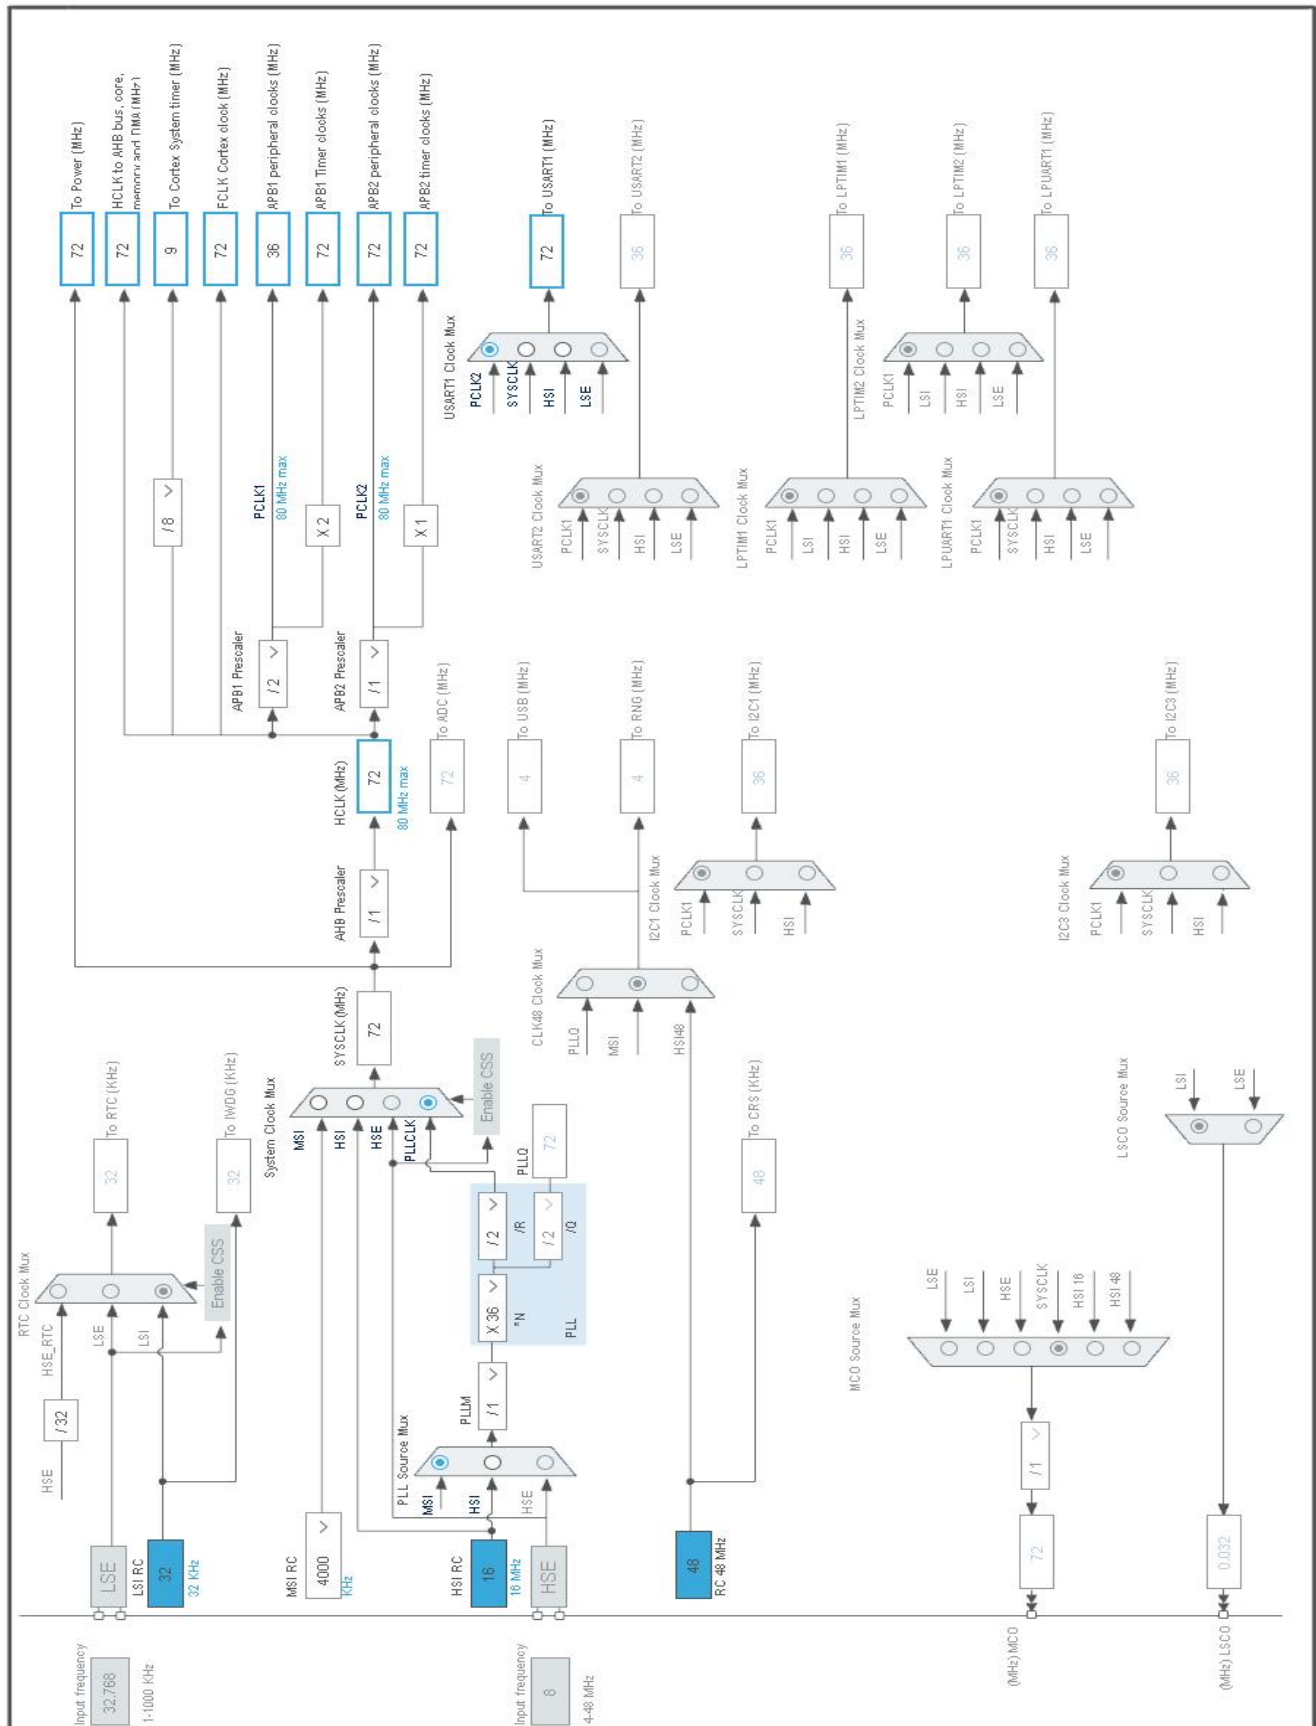 Input frequency
32.768
1-1000 KHz
LSE
LSI RC
32
32 KHz
HSE
/ 32
HSE_RTC
LSE
LSI
RTC Clock Mux
Enable CSS
32
To RTC (KHz)
32
To IWDG (KHz)
MSI RC
4000
KHz
HSI RC
16
16 MHz
Input frequency
8
4-48 MHz
HSE
PLL Source Mux
MSI
HSI
HSE
PLLM
/ 1
X 36
*N
/ 2
/R
/ 2
/Q
PLL
PLLQ
72
System Clock Mux
MSI
HSI
HSE
PLLCLK
Enable CSS
SYSCLK (MHz)
72
AHB Prescaler
/ 1
HCLK (MHz)
72
80 MHz max
72
To ADC (MHz)
APB1 Prescaler
/ 2
APB2 Prescaler
/ 1
/ 8
PCLK1
80 MHz max
X 2
PCLK2
80 MHz max
X 1
72
To Power (MHz)
72
HCLK to AHB bus, core,
memory and DMA (MHz)
9
To Cortex System timer (MHz)
72
FCLK Cortex clock (MHz)
36
APB1 peripheral clocks (MHz)
72
APB1 Timer clocks (MHz)
72
APB2 peripheral clocks (MHz)
72
APB2 timer clocks (MHz)
RC 48 MHz
48
48
To CRS (KHz)
CLK48 Clock Mux
PLLQ
MSI
HSI48
4
To USB (MHz)
4
To RNG (MHz)
I2C1 Clock Mux
PCLK1
SYSCLK
HSI
36
To I2C1 (MHz)
I2C3 Clock Mux
PCLK1
SYSCLK
HSI
36
To I2C3 (MHz)
USART1 Clock Mux
PCLK2
SYSCLK
HSI
LSE
72
To USART1 (MHz)
USART2 Clock Mux
PCLK1
SYSCLK
HSI
LSE
36
To USART2 (MHz)
LPTIM1 Clock Mux
PCLK1
LSI
HSI
LSE
36
To LPTIM1 (MHz)
LPTIM2 Clock Mux
PCLK1
LSI
HSI
LSE
36
To LPTIM2 (MHz)
LPUART1 Clock Mux
PCLK1
SYSCLK
HSI
LSE
36
To LPUART1 (MHz)
MCO Source Mux
LSE
LSI
HSE
SYSCLK
HSI 16
HSI 48
/ 1
72
(MHz) MCO
LSCO Source Mux
LSI
LSE
0.032
(MHz) LSCO